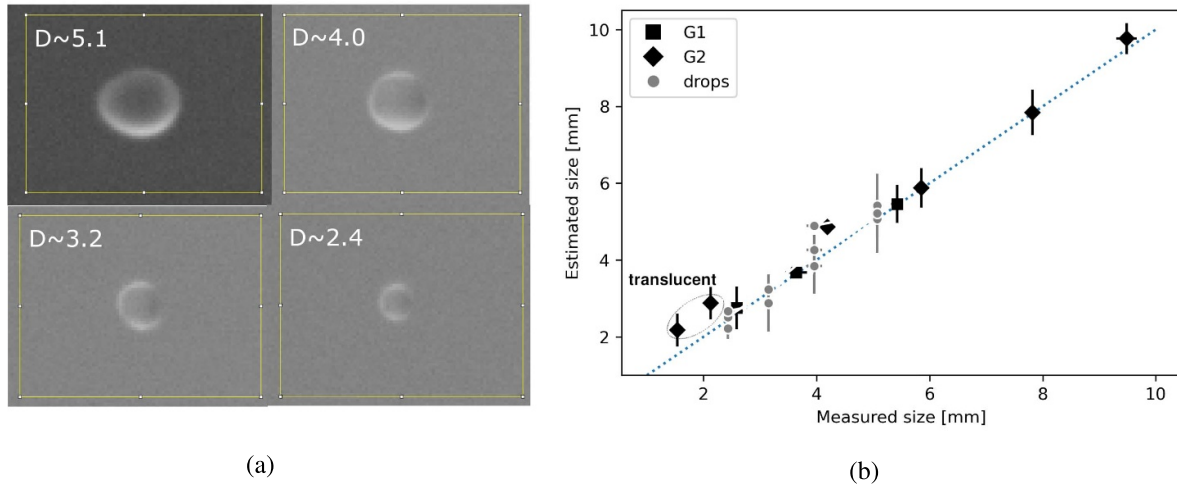 D~5.1
D~4.0
D~3.2
D~2.4
(a)
G1
G2
drops
translucent
Estimated size [mm]
10
8
6
4
2
2 4 6 8 10
Measured size [mm]
(b)